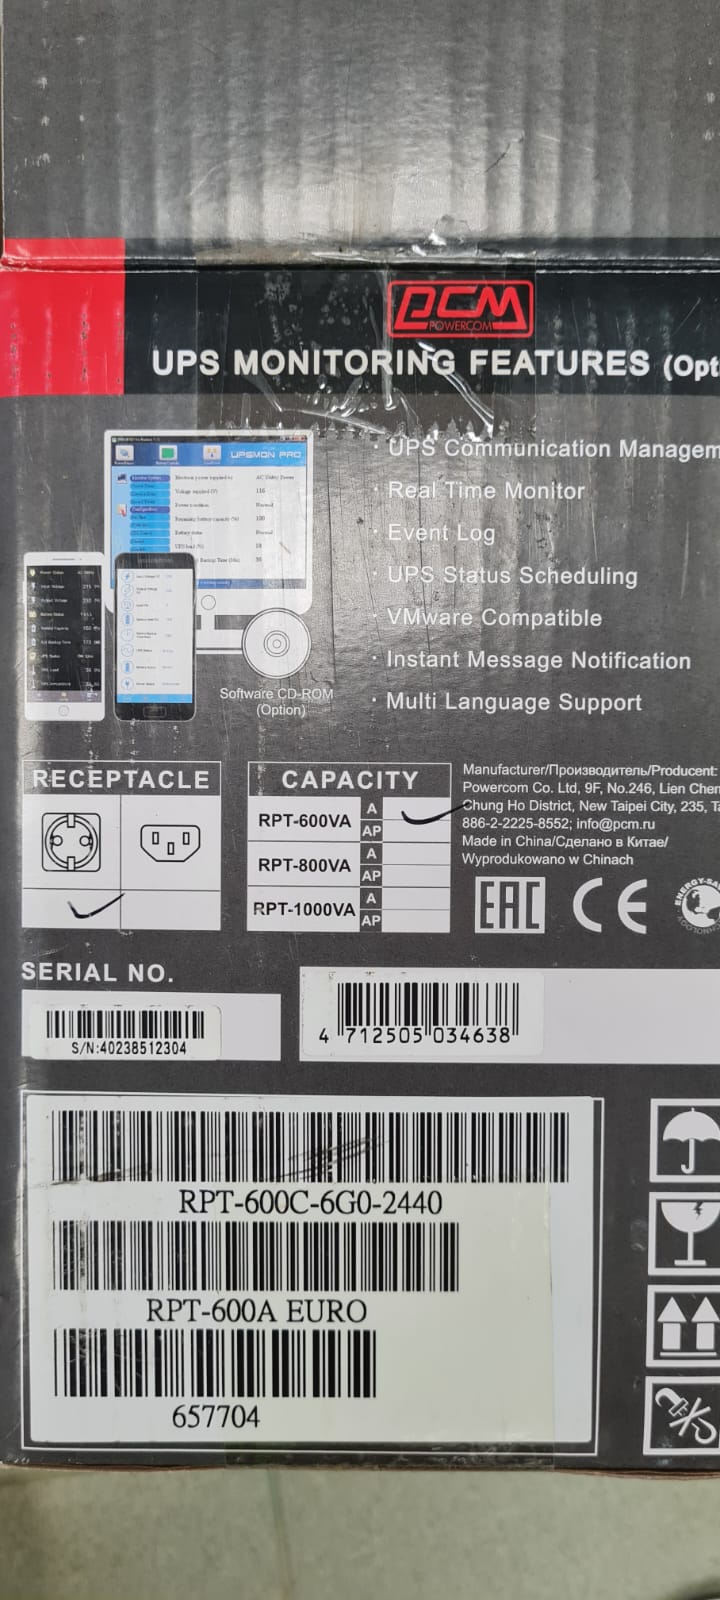 PCM
POWERCOM
UPS MONITORING FEATURES (Opt
UPSMON PRO
· UPS Communication Managem
· Real Time Monitor
· Event Log
· UPS Status Scheduling
· VMware Compatible
· Instant Message Notification
· Multi Language Support
Software CD-ROM
(Option)
RECEPTACLE
CAPACITY
RPT-600VA
A
AP
RPT-800VA
A
AP
RPT-1000VA
A
AP
Manufacturer/Производитель/Producent:
Powercom Co. Ltd, 9F, No.246, Lien Chen
Chung Ho District, New Taipei City, 235, Ta
886-2-2225-8552; info@pcm.ru
Made in China/Сделано в Китае/
Wyprodukowano w Chinach
EAC
CE
SERIAL NO.
S/N:40238512304
4 712505 034638
RPT-600C-6G0-2440
RPT-600A EURO
657704